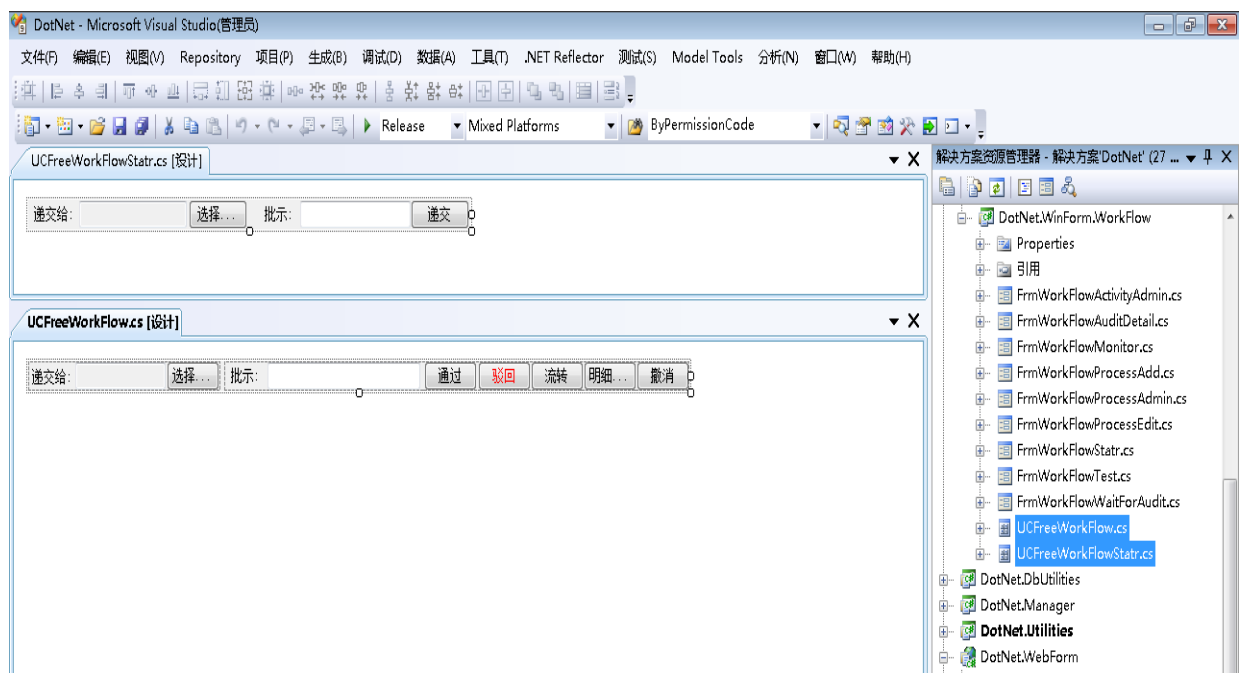 DotNet - Microsoft Visual Studio(管理员)
文件(F) 编辑(E) 视图(V) Repository 项目(P) 生成(B) 调试(D) 数据(A) 工具(T) .NET Reflector 测试(S) Model Tools 分析(N) 窗口(W) 帮助(H)
Release Mixed Platforms ByPermissionCode
UCFreeWorkFlowStatr.cs [设计]
递交给: 选择... 批示: 递交
UCFreeWorkFlow.cs [设计]
递交给: 选择... 批示: 通过 驳回 流转 明细... 撤消
解决方案资源管理器 - 解决方案'DotNet' (27 ...
DotNet.WinForm.WorkFlow
Properties
引用
FrmWorkFlowActivityAdmin.cs
FrmWorkFlowAuditDetail.cs
FrmWorkFlowMonitor.cs
FrmWorkFlowProcessAdd.cs
FrmWorkFlowProcessAdmin.cs
FrmWorkFlowProcessEdit.cs
FrmWorkFlowStatr.cs
FrmWorkFlowTest.cs
FrmWorkFlowWaitForAudit.cs
UCFreeWorkFlow.cs
UCFreeWorkFlowStatr.cs
DotNet.DbUtilities
DotNet.Manager
DotNet.Utilities
DotNet.WebForm